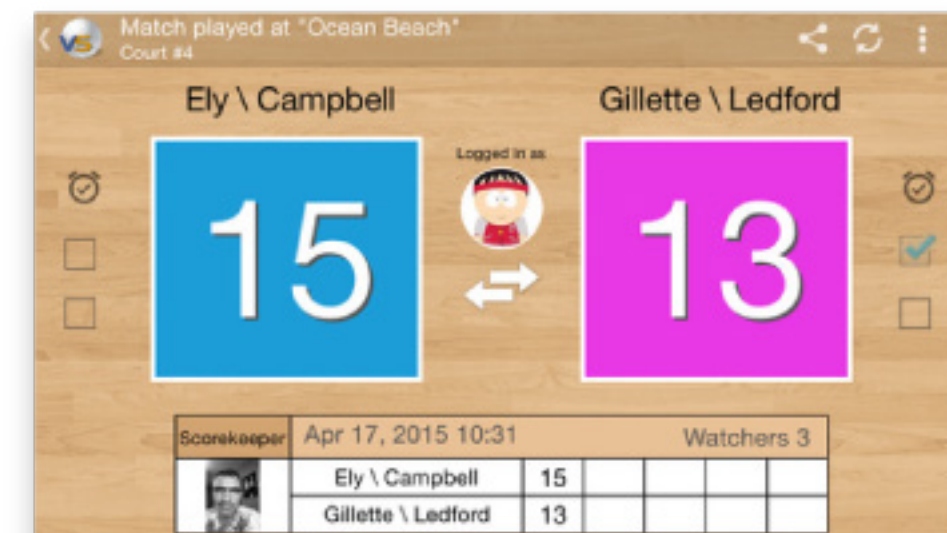 Match played at "Ocean Beach"
VS
Court #4
Ely \ Campbell
Gillette \ Ledford
Logged in as
15
13
Scorekeeper
Apr 17, 2015 10:31
Watchers 3
Ely \ Campbell
15
Gillette \ Ledford
13